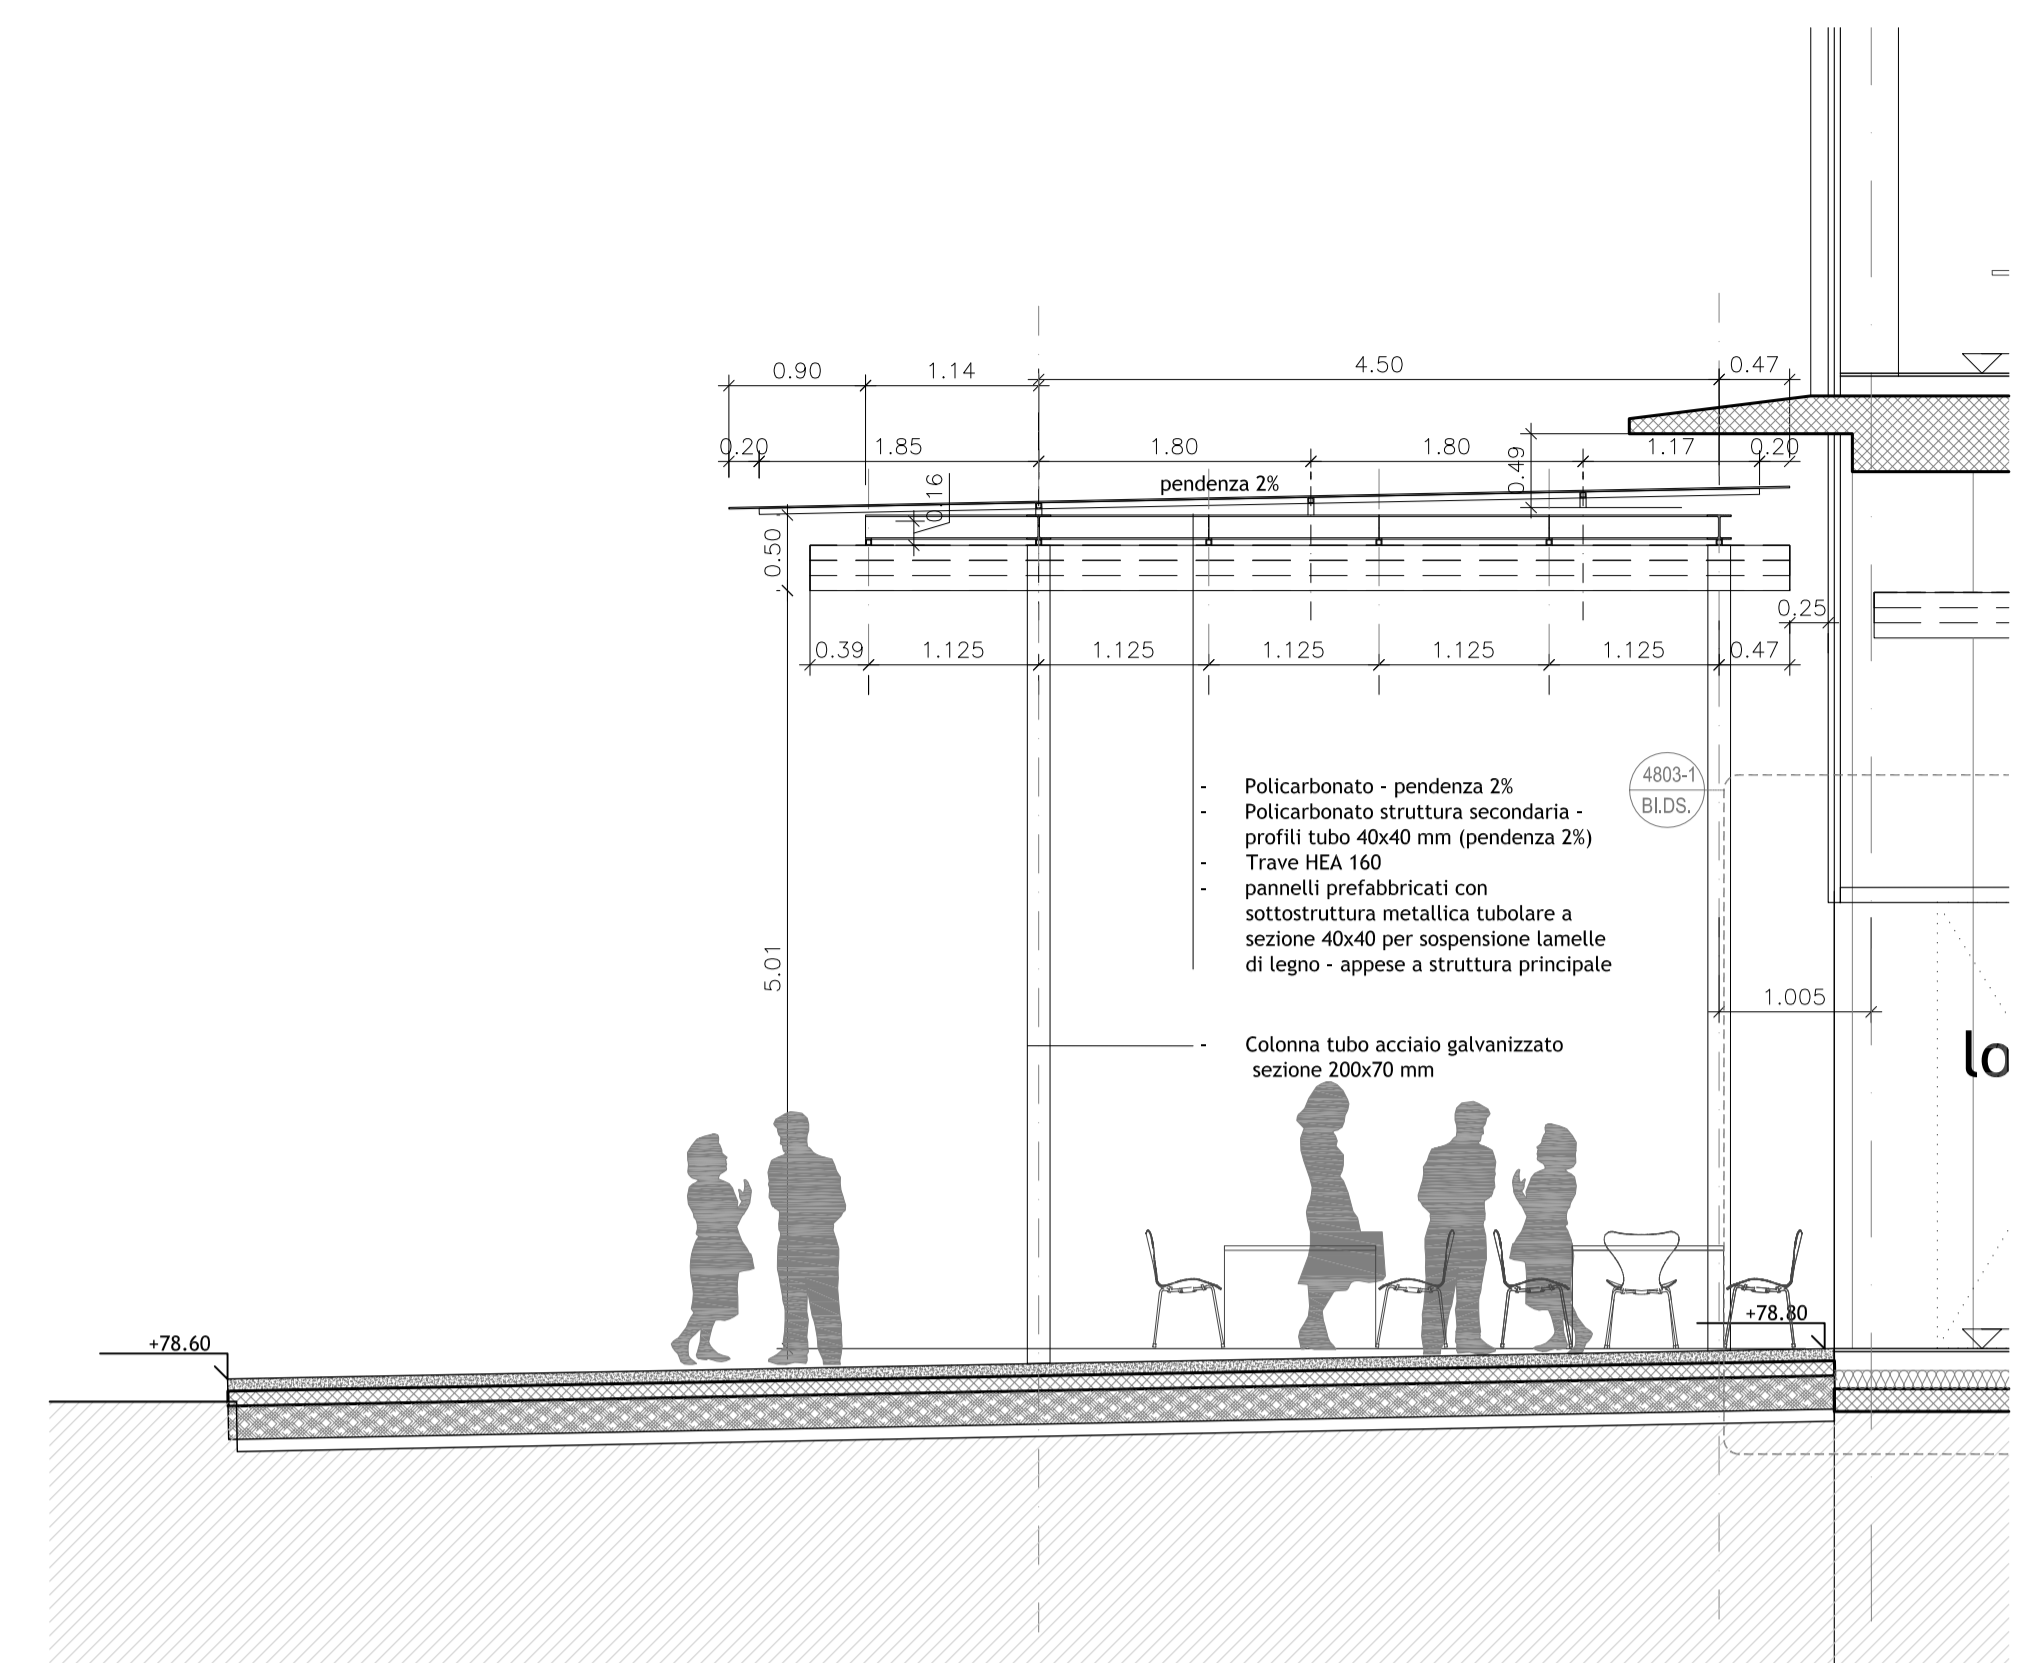 4.50
0.47
0.90
1.14
0.20
1.85
1.80
1.80
0.49
1.17
0.20
pendenza 2%
0.16
0.50
0.25
0.39
1.125
1.125
1.125
1.125
1.125
0.47
4803-1
BI.DS.
- Policarbonato - pendenza 2%
- Policarbonato struttura secondaria -
profili tubo 40x40 mm (pendenza 2%)
- Trave HEA 160
- pannelli prefabbricati con
sottostruttura metallica tubolare a
sezione 40x40 per sospensione lamelle
di legno - appese a struttura principale
5.01
1.005
lo
- Colonna tubo acciaio galvanizzato
sezione 200x70 mm
+78.80
+78.60